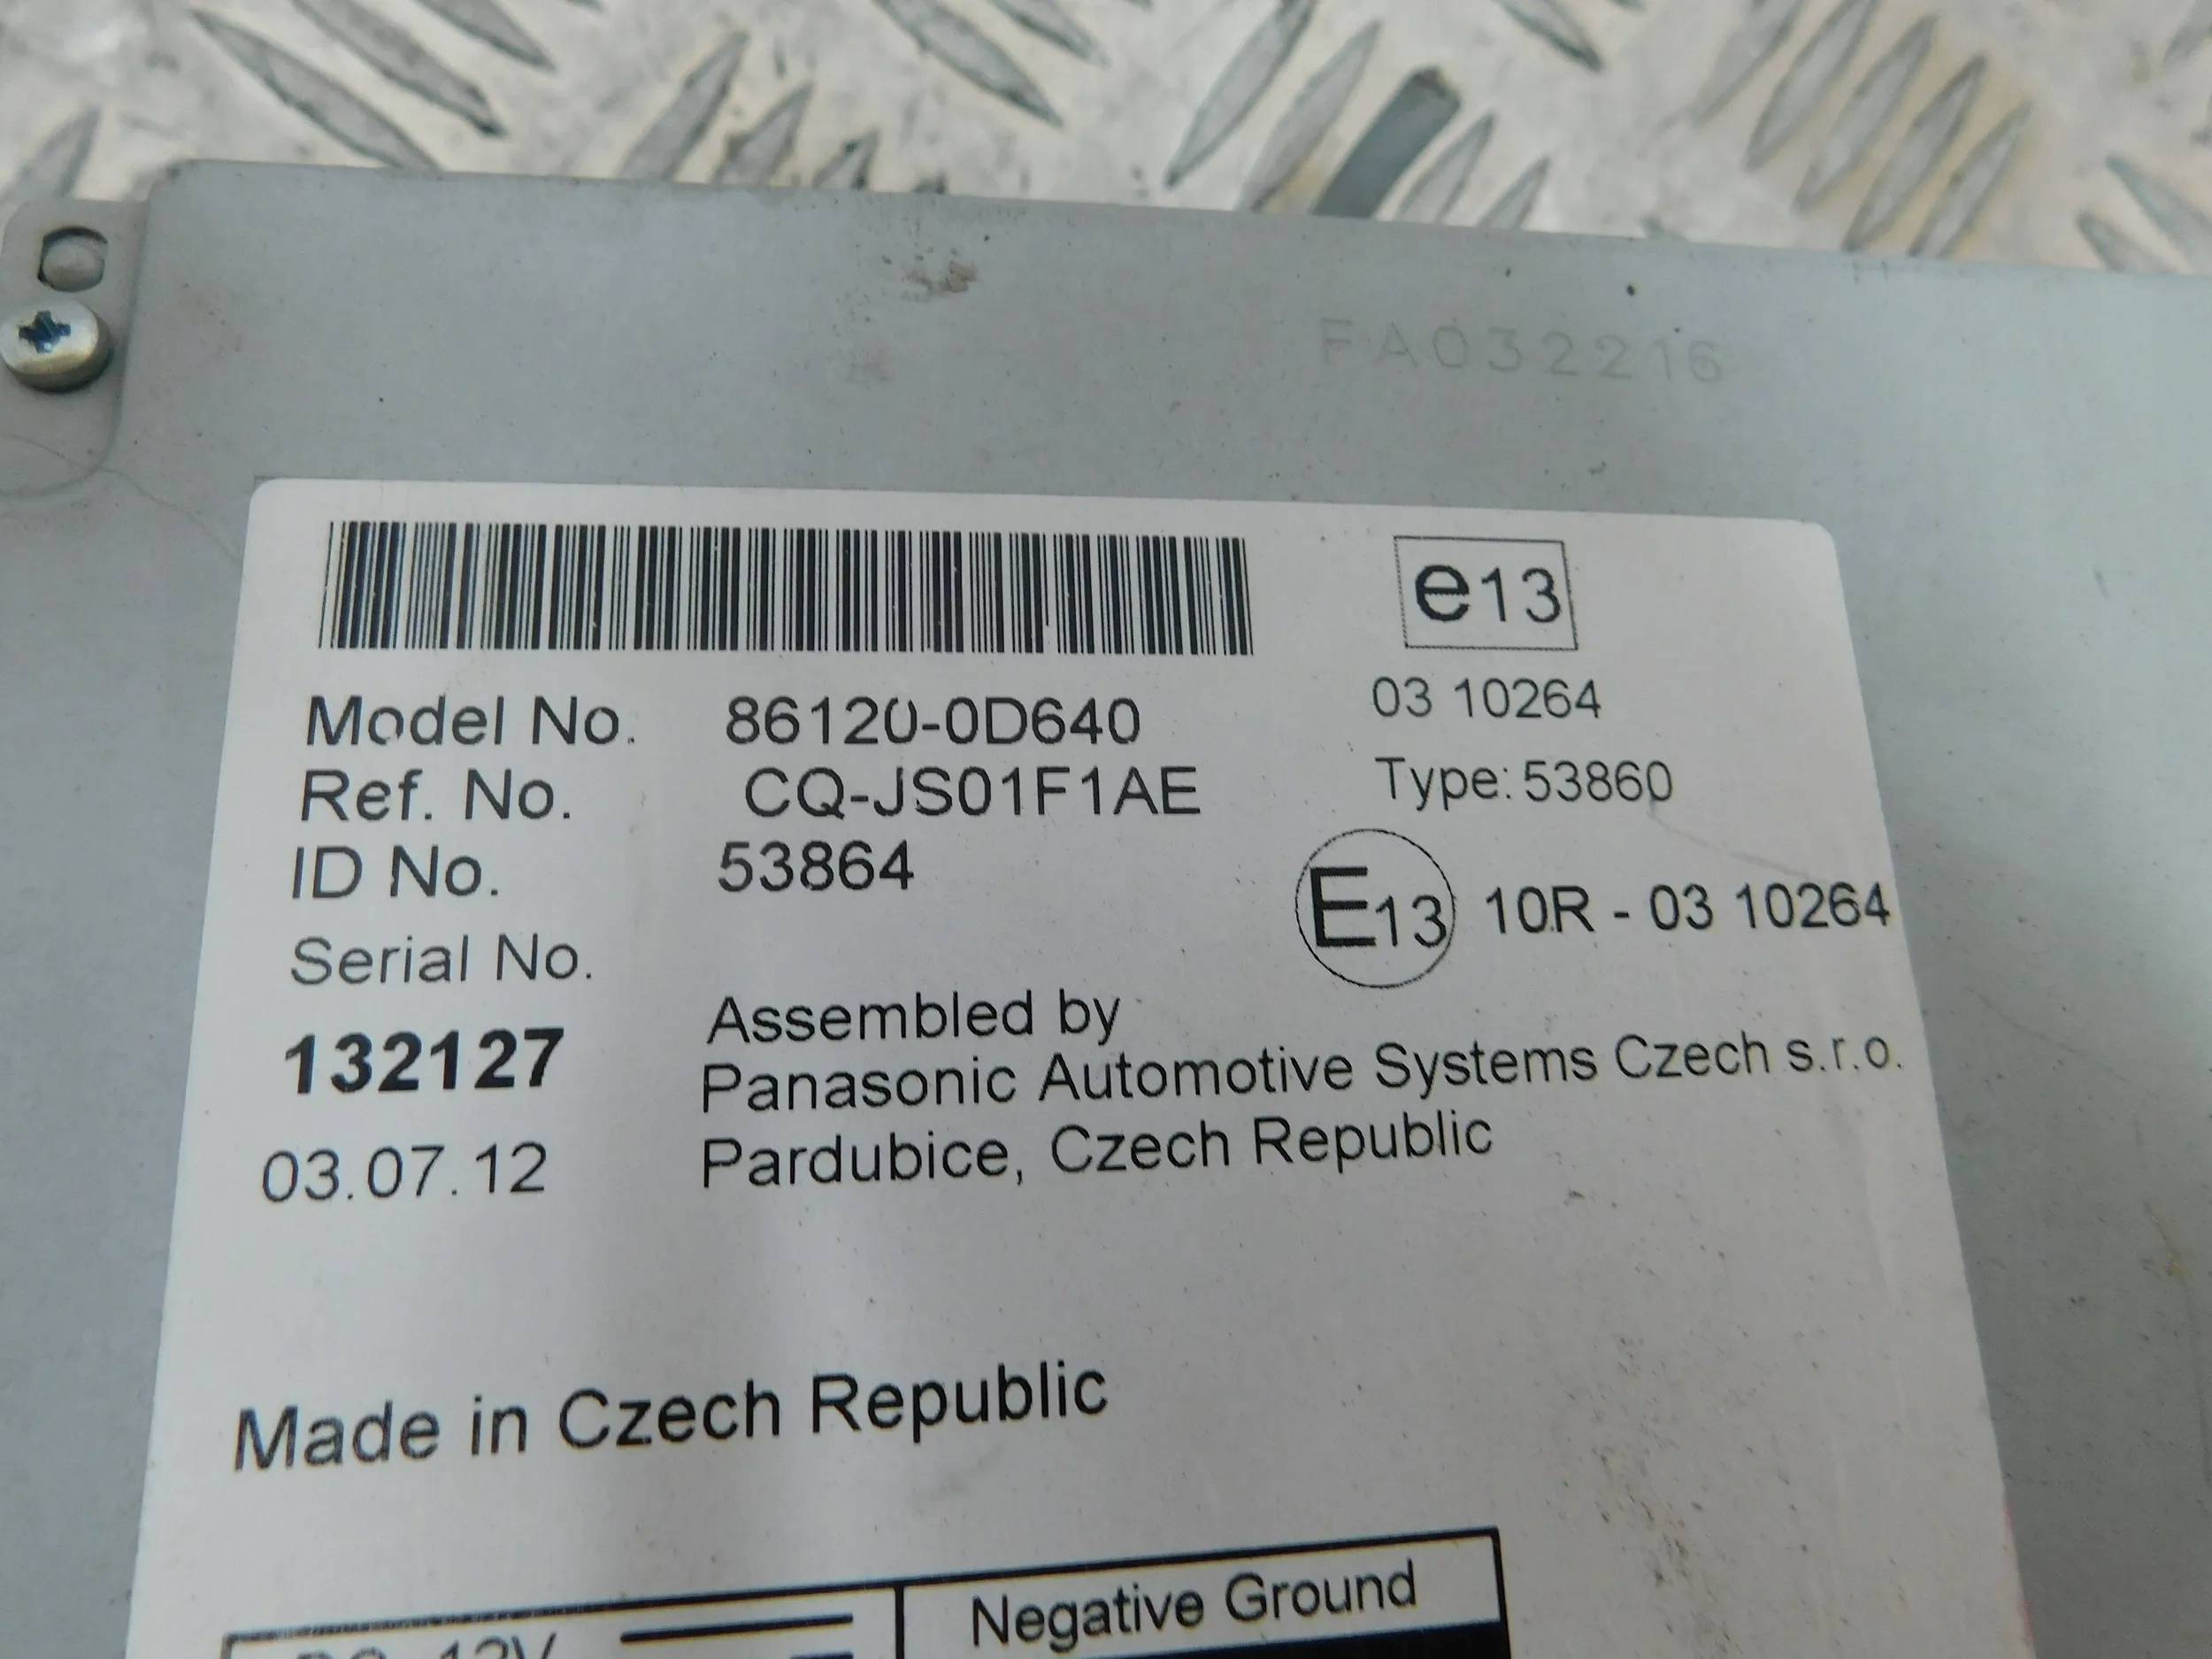 FA032216
e13
Model No. 86120-0D640
03 10264
Ref. No. CQ-JS01F1AE
Type: 53860
ID No. 53864
E13 10R - 03 10264
Serial No.
132127
Assembled by
Panasonic Automotive Systems Czech s.r.o.
03.07.12
Pardubice, Czech Republic
Made in Czech Republic
Negative Ground
DC 12V